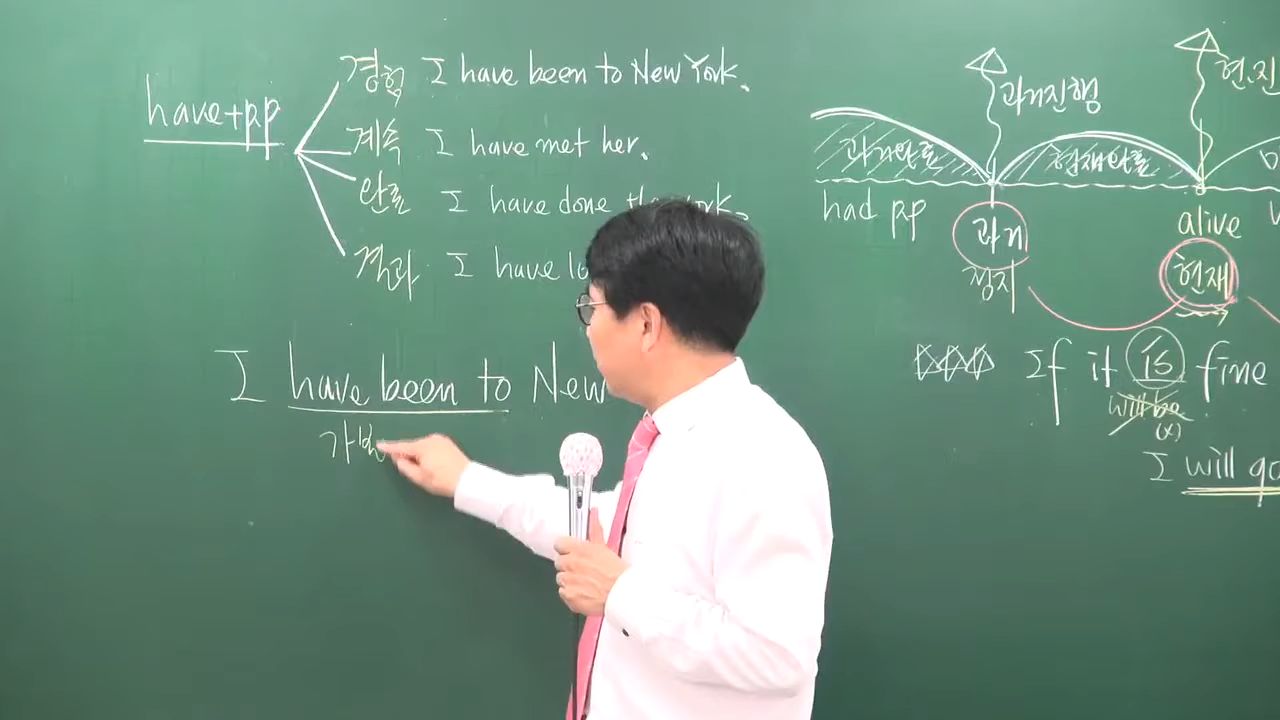 have+pp
경험 I have been to New York.
계속 I have met her.
완료 I have done the work.
결과 I have lo
I have been to New
가본
과거진행
현.진
과거완료
현재완료
had pp
과거
정지
alive
현재
If it is fine
will be
(x)
I will go